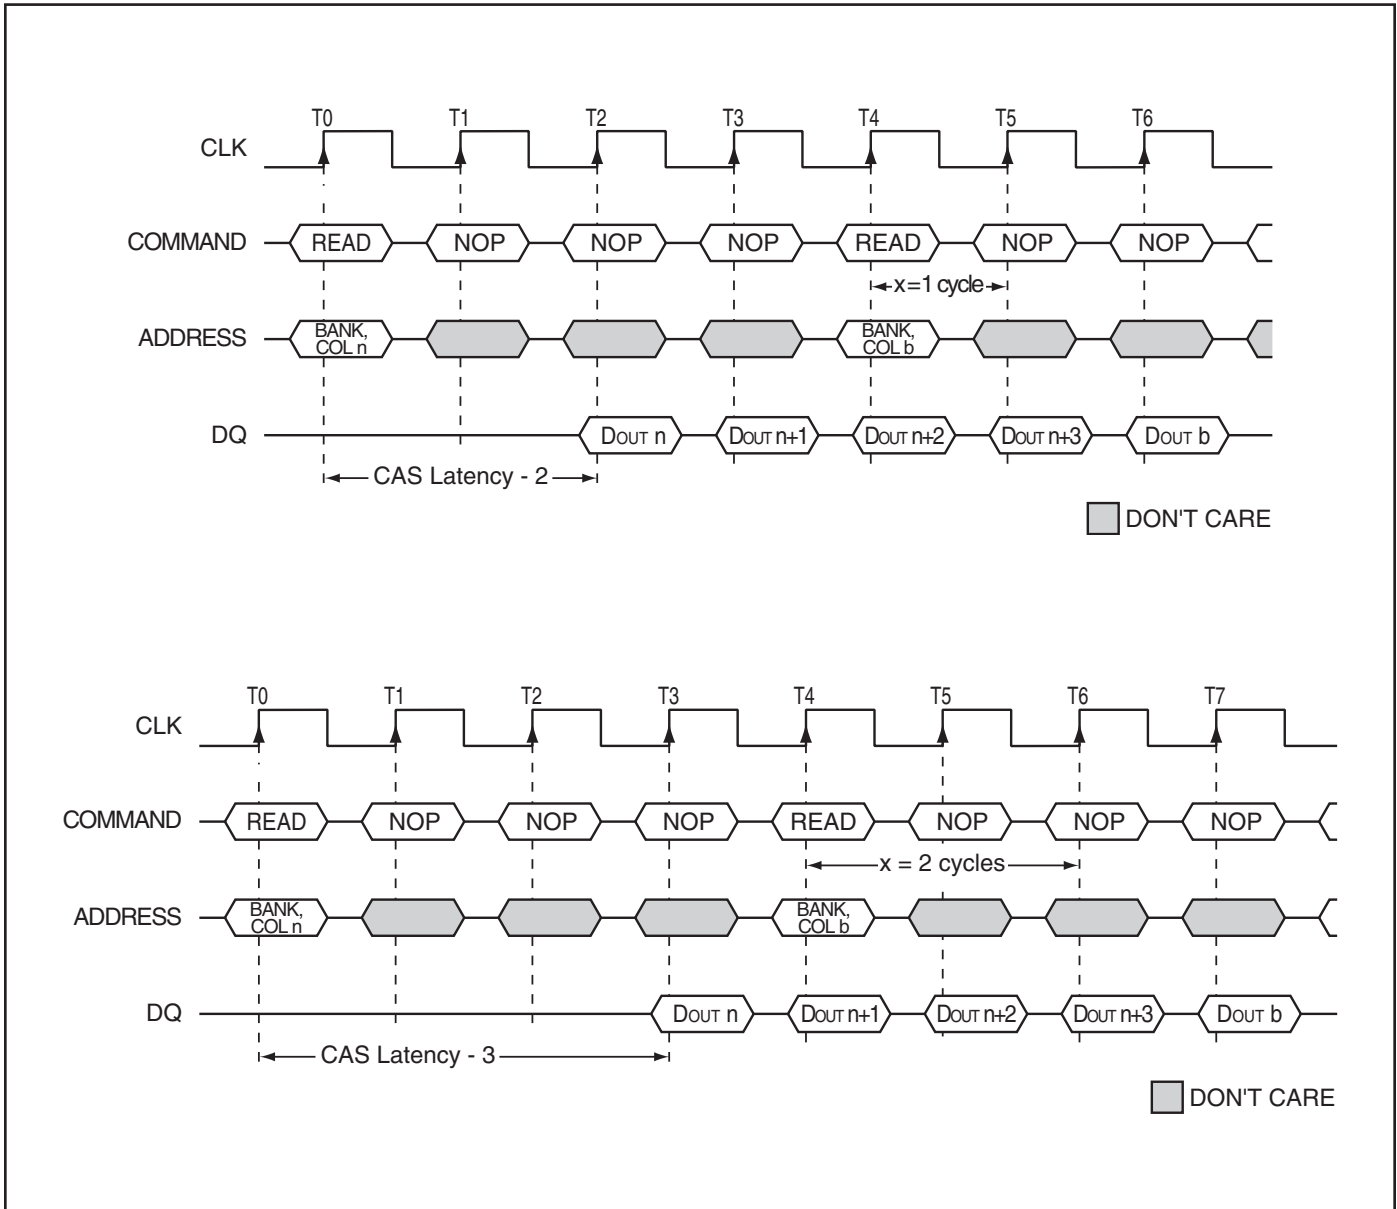 T0 T1 T2 T3 T4 T5 T6
CLK
COMMAND READ NOP NOP NOP READ NOP NOP
x=1 cycle
ADDRESS BANK, COL n BANK, COL b
DQ DOUT n DOUT n+1 DOUT n+2 DOUT n+3 DOUT b
CAS Latency - 2
DON'T CARE
T0 T1 T2 T3 T4 T5 T6 T7
CLK
COMMAND READ NOP NOP NOP READ NOP NOP NOP
x = 2 cycles
ADDRESS BANK, COL n BANK, COL b
DQ DOUT n DOUT n+1 DOUT n+2 DOUT n+3 DOUT b
CAS Latency - 3
DON'T CARE